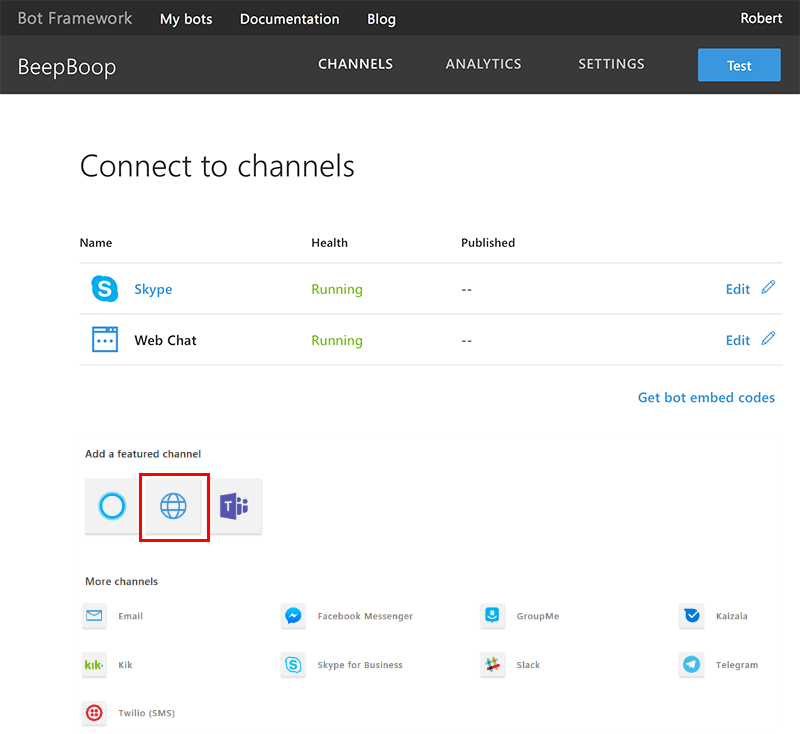 Bot Framework My bots Documentation Blog Robert
BeepBoop CHANNELS ANALYTICS SETTINGS Test
Connect to channels
Name Health Published
S Skype Running -- Edit
Web Chat Running -- Edit
Get bot embed codes
Add a featured channel
T
More channels
Email Facebook Messenger GroupMe Kaizala
kik· Kik S Skype for Business Slack Telegram
Twilio (SMS)